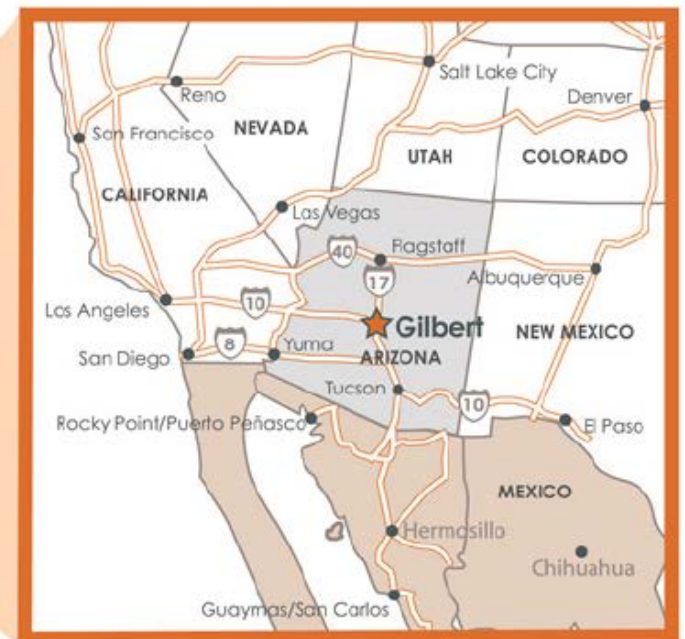 Salt Lake City
Reno
Denver
San Francisco
NEVADA
UTAH
COLORADO
CALIFORNIA
Las Vegas
40
Flagstaff
17
Albuquerque
Los Angeles
10
Gilbert
NEW MEXICO
8
San Diego
Yuma
ARIZONA
Tucson
10
Rocky Point/Puerto Peñasco
El Paso
MEXICO
Hermosillo
Chihuahua
Guaymas/San Carlos